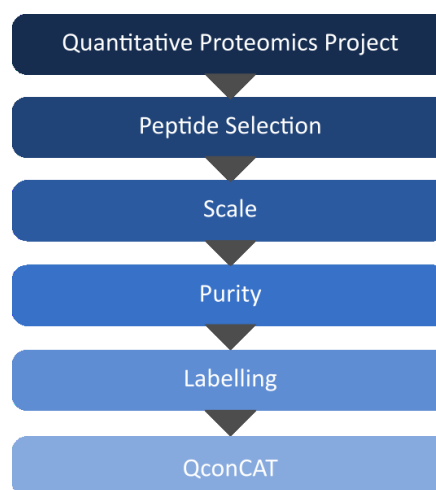 Quantitative Proteomics Project
Peptide Selection
Scale
Purity
Labelling
QconCAT